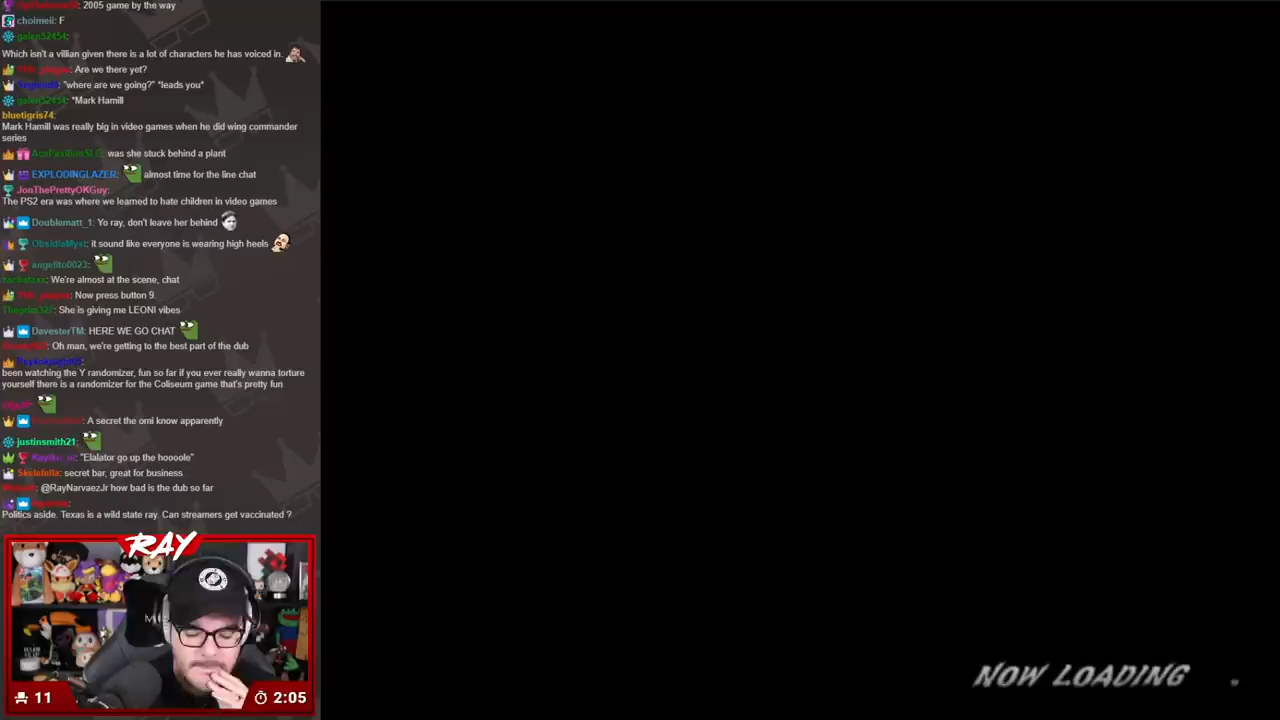 2005 game by the way
choimeii: F
galen52454:
Which isn't a villian given there is a lot of characters he has voiced in.
Are we there yet?
"where are we going?" *leads you*
galen52454: *Mark Hamill
bluetigris74:
Mark Hamill was really big in video games when he did wing commander
series
was she stuck behind a plant
EXPLODINGLAZER: almost time for the line chat
JonThePrettyOKGuy:
The PS2 era was where we learned to hate children in video games
Doublematt_1: Yo ray, don't leave her behind
ObsidiaMyst: it sound like everyone is wearing high heels
angelito0023:
We're almost at the scene, chat
Now press button 9.
She is giving me LEONI vibes
DavesterTM: HERE WE GO CHAT
Oh man, we're getting to the best part of the dub
been watching the Y randomizer, fun so far if you ever really wanna torture
yourself there is a randomizer for the Coliseum game that's pretty fun
A secret the omi know apparently
justinsmith21:
"Elalator go up the hoooole"
Skelefella: secret bar, great for business
@RayNarvaezJr how bad is the dub so far
Politics aside. Texas is a wild state ray. Can streamers get vaccinated ?
RAY
11
2:05
NOW LOADING